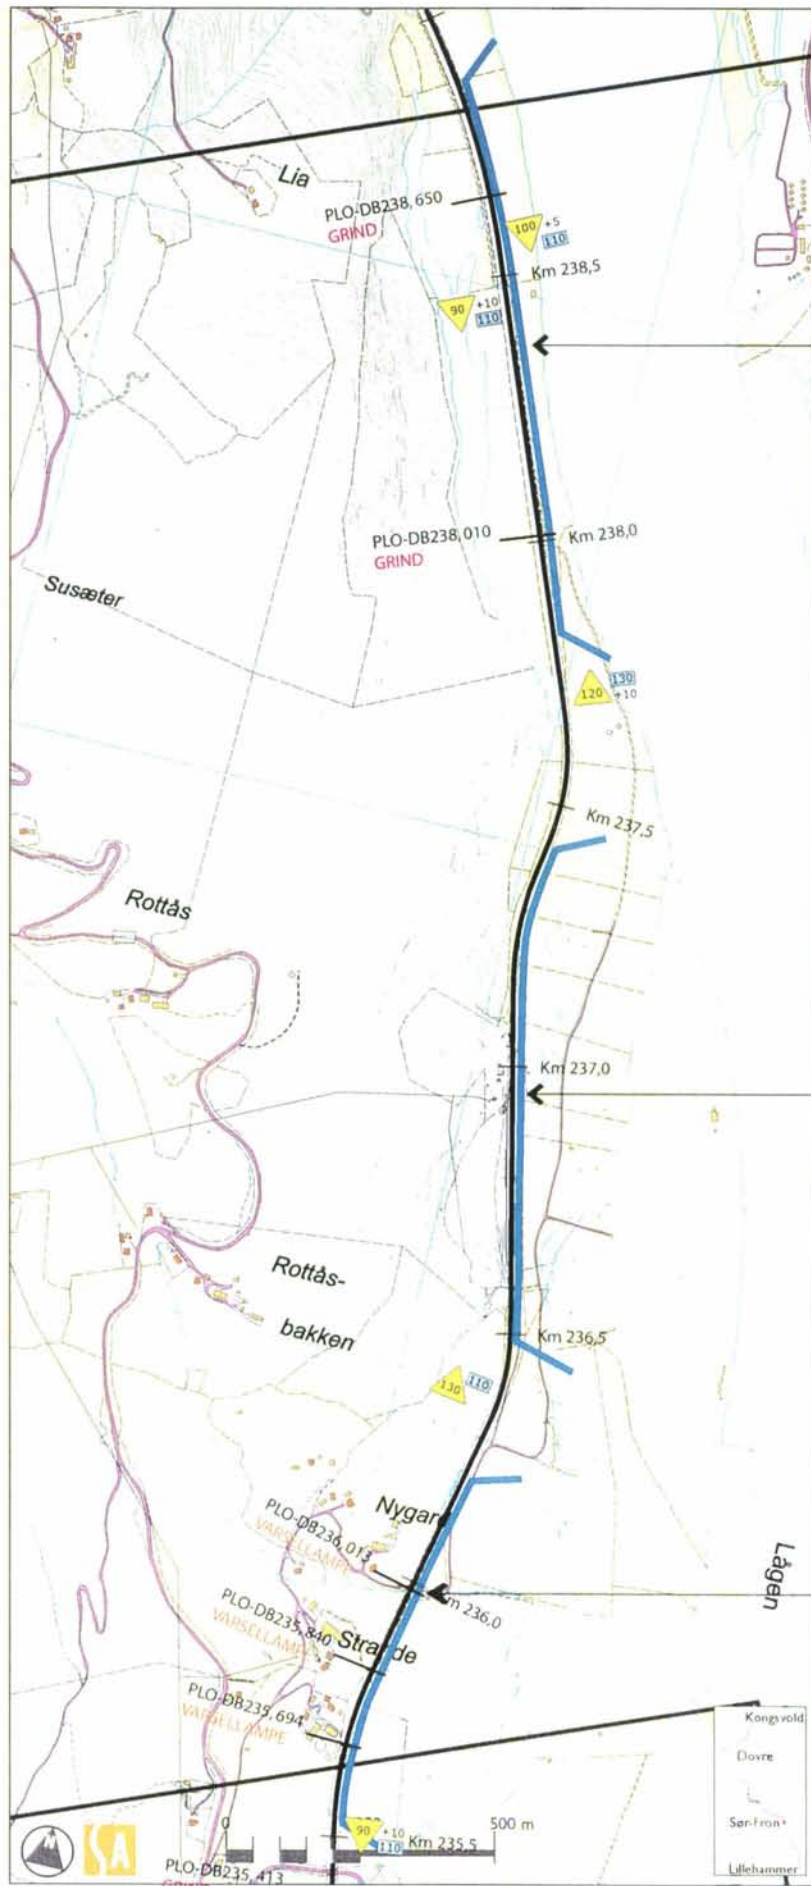 Lia
PLO-DB238,650
GRIND
100 +5
110
Km 238,5
90 +10
110
PLO-DB238,010
GRIND
Km 238,0
Susæter
130
120 +10
Km 237,5
Rottås
Km 237,0
Rottås-
bakken
Km 236,5
130 110
Nygard
PLO-DB236,013
VARSELLAMPE
Km 236,0
Lågen
PLO-DB235,840
VARSELLAMPE
Strande
PLO-DB235,694
VARSELLAMPE
Kongsvold
Dovre
Sør-Fron
Lillehammer
0
500 m
90 +10
110
Km 235,5
SA
PLO-DB235,413
GRIND